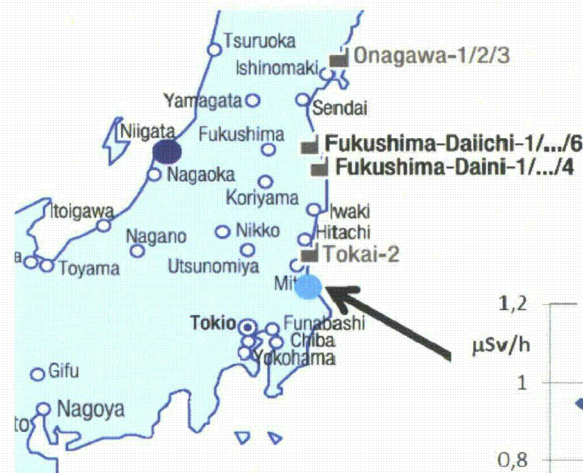 Tsuruoka
Onagawa-1/2/3
Ishinomaki
Yamagata
Sendai
Niigata
Fukushima
Fukushima-Daiichi-1/.../6
Fukushima-Daini-1/.../4
Nagaoka
Koriyama
Itoigawa
Iwaki
Nikko
Hitachi
Nagano
Tokai-2
a
Toyama
Utsunomiya
Mit
1,2
Tokio
Funabashi
Chiba
µSv/h
Yokohama
Gifu
1
Nagoya
to
0,8